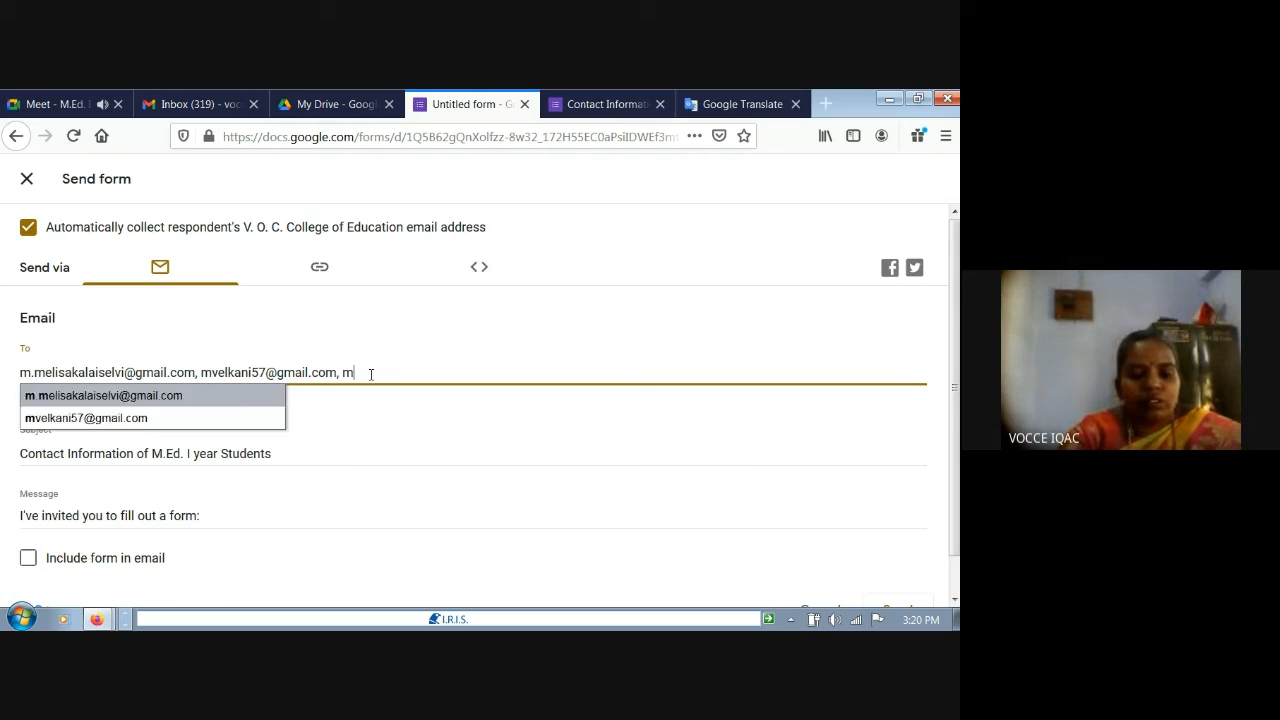 Meet - M.Ed.
Inbox (319) - voc
My Drive - Goog
Untitled form - G
Contact Informat
Google Translate
https://docs.google.com/forms/d/1Q5B62gQnXolfzz-8w32_172H55EC0aPsiIDWEf3m
Send form
Automatically collect respondent's V. O. C. College of Education email address
Send via
Email
To
m.melisakalaiselvi@gmail.com, mvelkani57@gmail.com, m
m.melisakalaiselvi@gmail.com
mvelkani57@gmail.com
Subject
Contact Information of M.Ed. I year Students
Message
I've invited you to fill out a form:
Include form in email
I.R.I.S.
3:20 PM
VOCCE IQAC